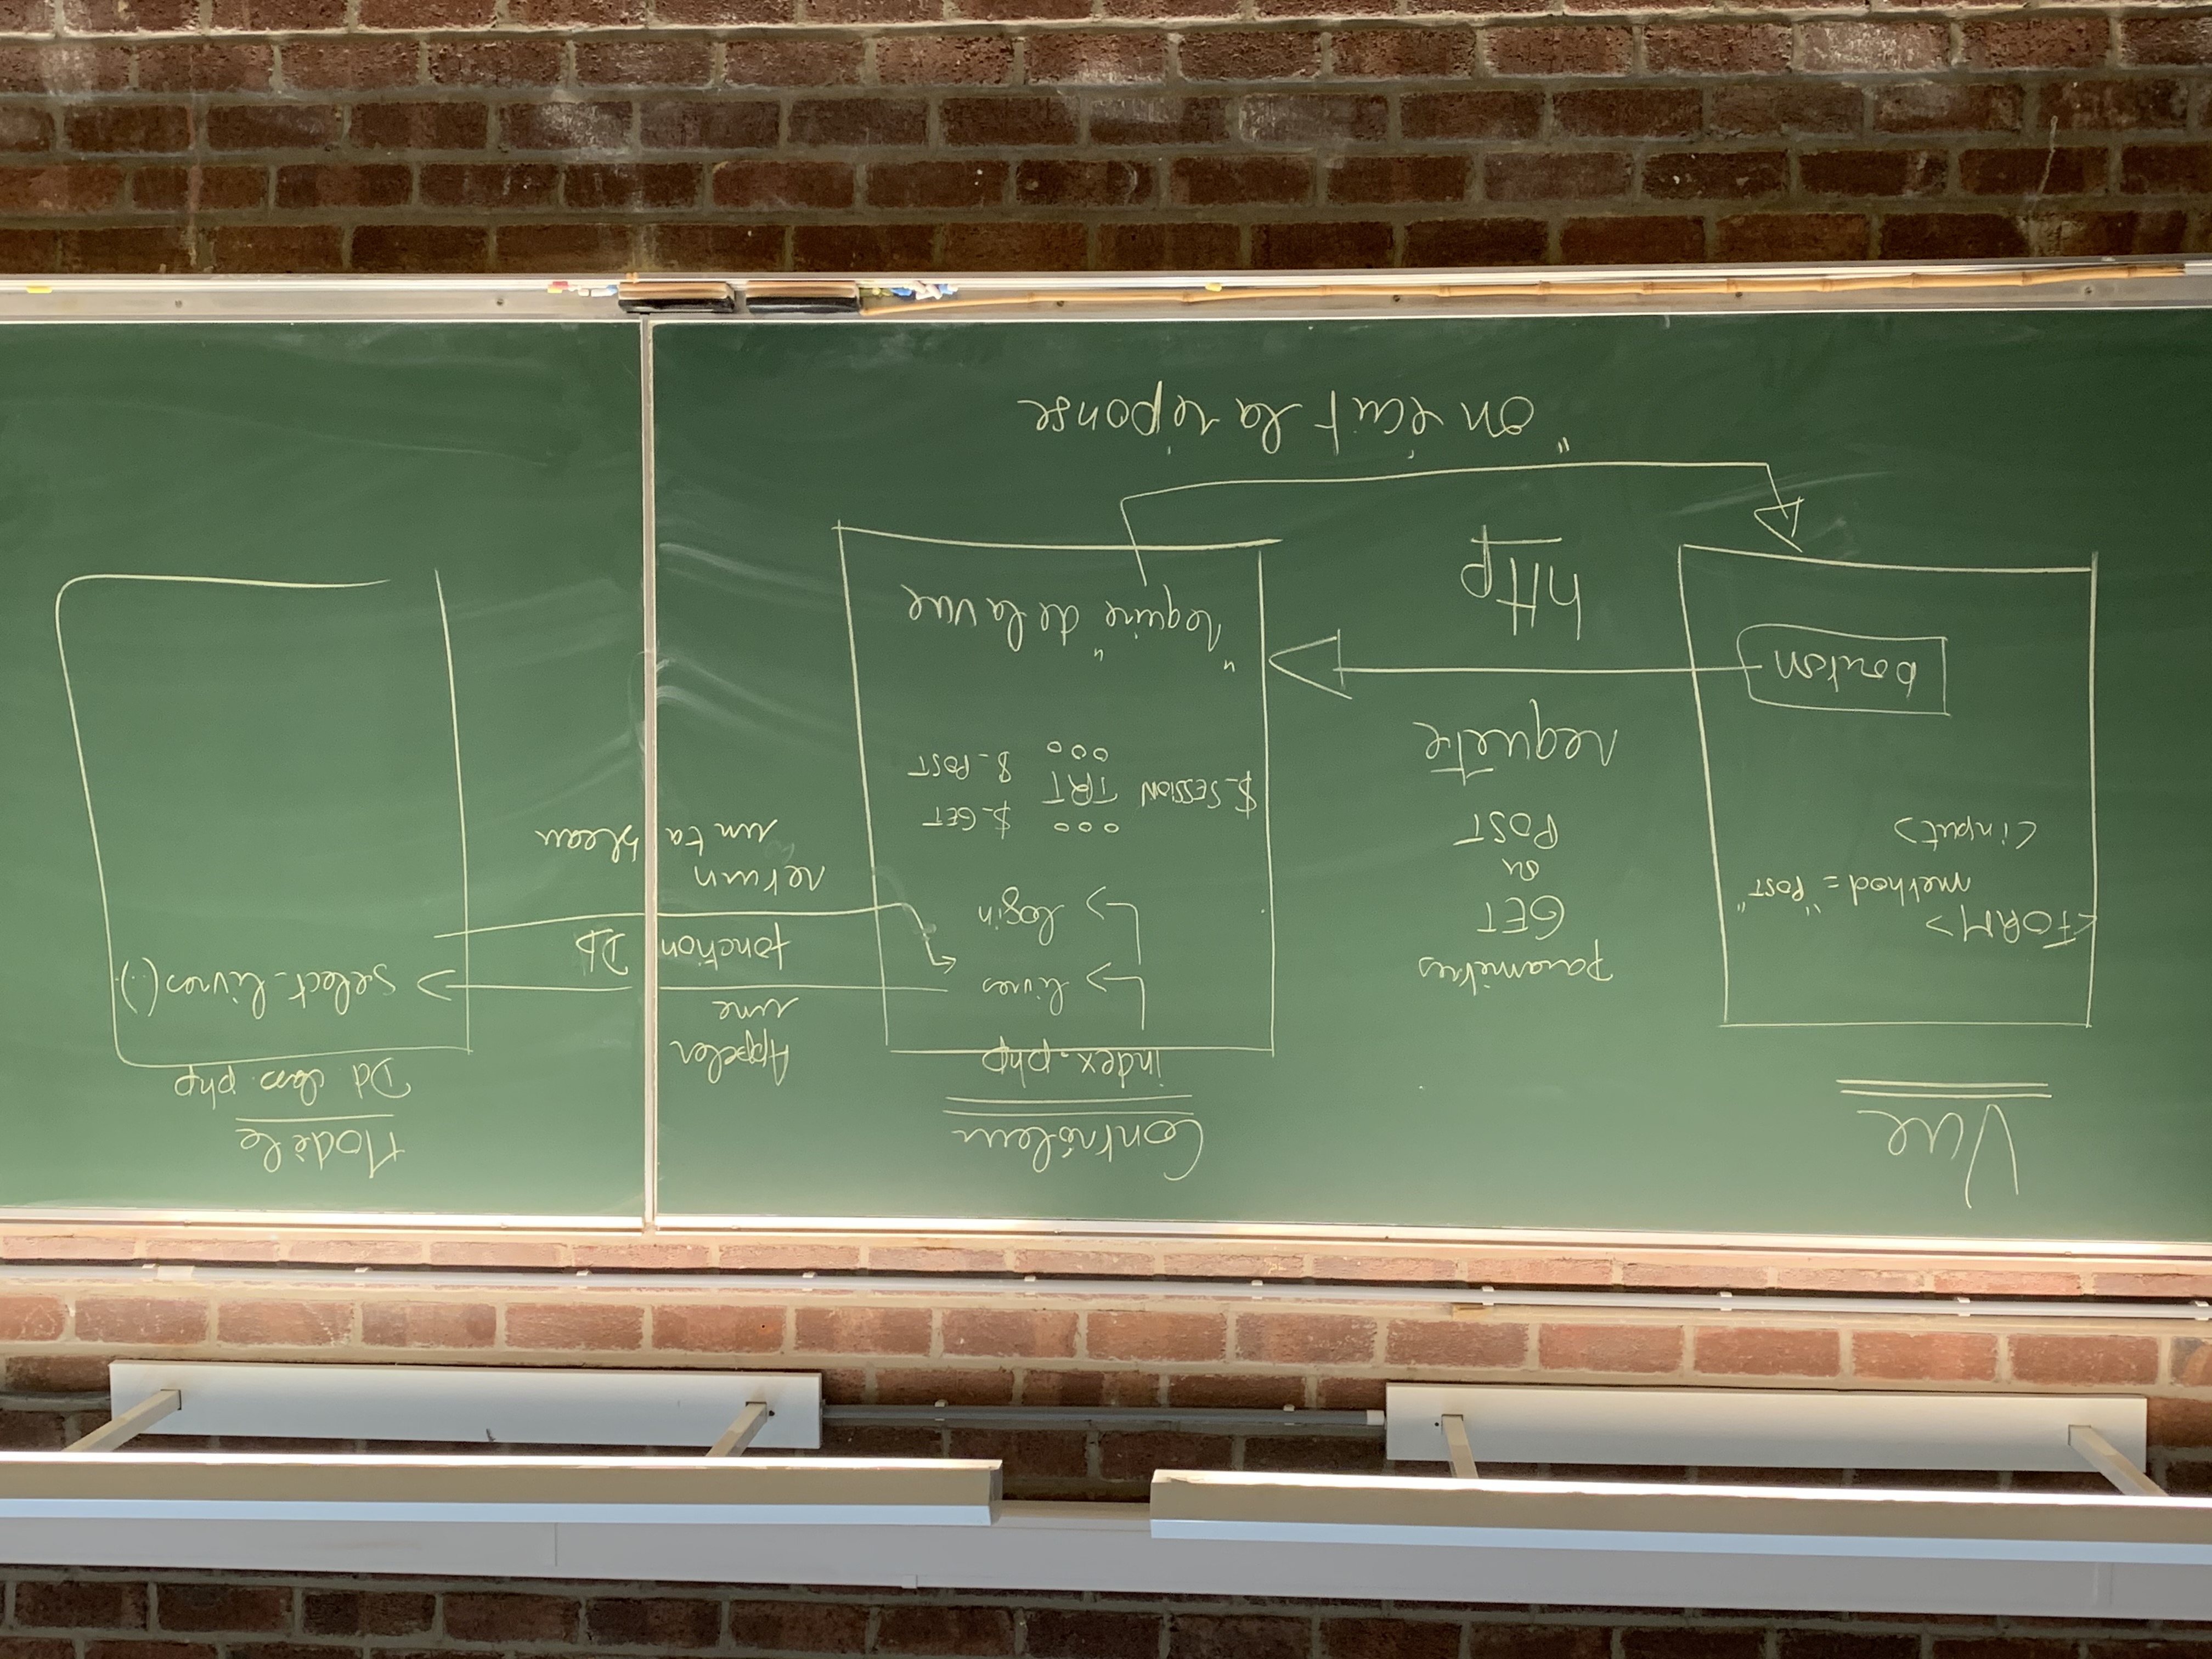 Vue
<FORM>
method = "POST"
<input>
bouton
paramètres
GET
ou
POST
requête
http
Contrôleur
index.php
livres
login
$_SESSION
ooo
TRT
ooo
$_GET
$_POST
"require" de la vue
" on écrit la réponse
Appeler
une
fonction Db
return
un tableau
Modèle
class.php
select_livres(..)